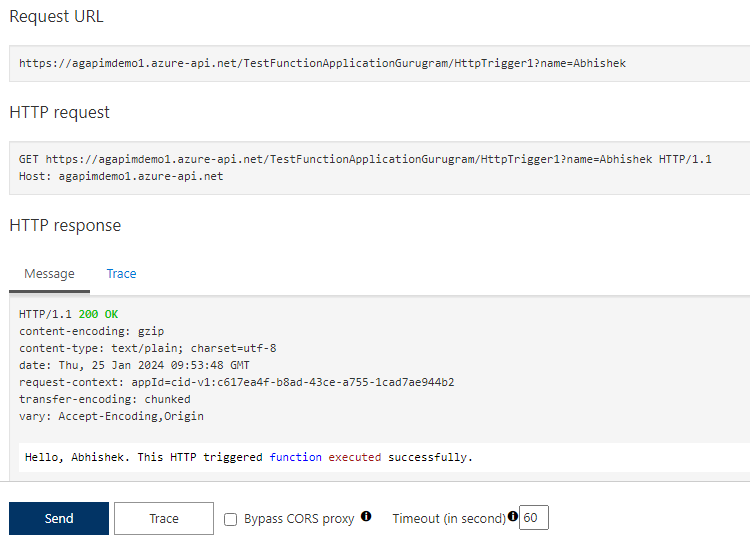 Request URL
https://agapimdemo1.azure-api.net/TestFunctionApplicationGurugram/HttpTrigger1?name=Abhishek
HTTP request
GET https://agapimdemo1.azure-api.net/TestFunctionApplicationGurugram/HttpTrigger1?name=Abhishek HTTP/1.1
Host: agapimdemo1.azure-api.net
HTTP response
Message Trace
HTTP/1.1 200 OK
content-encoding: gzip
content-type: text/plain; charset=utf-8
date: Thu, 25 Jan 2024 09:53:48 GMT
request-context: appId=cid-v1:c617ea4f-b8ad-43ce-a755-1cad7ae944b2
transfer-encoding: chunked
vary: Accept-Encoding,Origin
Hello, Abhishek. This HTTP triggered function executed successfully.
Send Trace Bypass CORS proxy Timeout (in second) 60